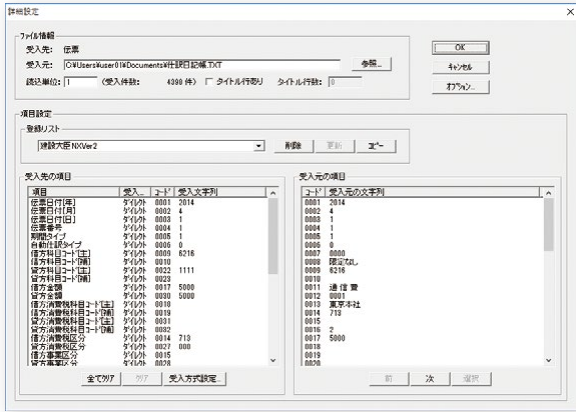 詳細設定
ファイル情報
受入先: 伝票
受入元: C:¥Users¥user01¥Documents¥仕訳日記帳.TXT 参照...
読込単位: 1 (受入件数: 4390 件) タイトル行あり タイトル行数: 0
OK
キャンセル
オプション...
項目設定
登録リスト
建設大臣NXVer2 削除 更新 コピー
受入先の項目
項目 受入... コード 受入文字列
伝票日付[年] ダイレクト 0001 2014
伝票日付[月] ダイレクト 0002 4
伝票日付[日] ダイレクト 0003 1
伝票番号 ダイレクト 0004 1
期間タイプ ダイレクト 0005 1
自動仕訳タイプ ダイレクト 0006 0
借方科目コード[主] ダイレクト 0009 6216
借方科目コード[補] ダイレクト 0010
貸方科目コード[主] ダイレクト 0022 1111
貸方科目コード[補] ダイレクト 0023
借方金額 ダイレクト 0017 5000
貸方金額 ダイレクト 0030 5000
借方消費税科目コード[主] ダイレクト 0018
借方消費税科目コード[補] ダイレクト 0019
貸方消費税科目コード[主] ダイレクト 0031
貸方消費税科目コード[補] ダイレクト 0032
借方消費税区分 ダイレクト 0014 713
貸方消費税区分 ダイレクト 0027 000
借方事業区分 ダイレクト 0015
貸方事業区分 ダイレクト 0028
全てクリア クリア 受入方式設定...
受入元の項目
コード 受入元の文字列
0001 2014
0002 4
0003 1
0004 1
0005 1
0006 0
0007 0000
0008 限定なし
0009 6216
0010
0011 通信費
0012 0001
0013 東京本社
0014 713
0015
0016 2
0017 5000
0018
0019
0020
前 次 選択